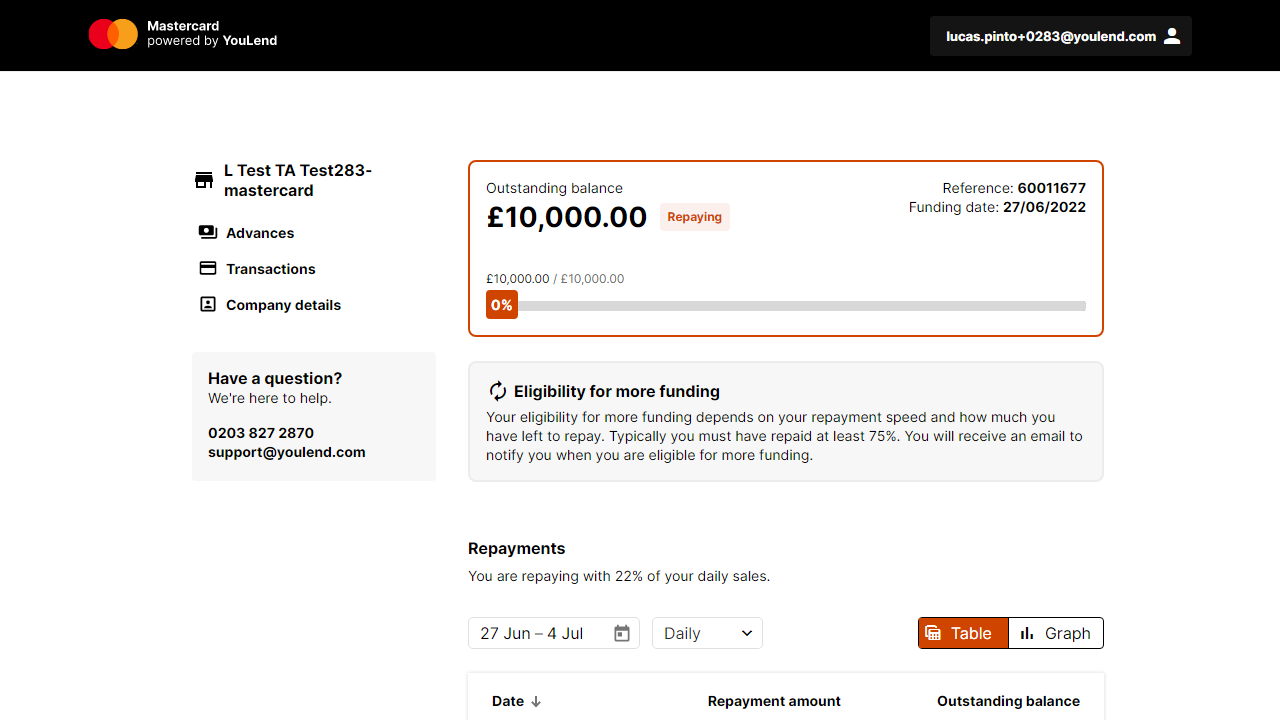 Mastercard
powered by YouLend
lucas.pinto+0283@youlend.com
L Test TA Test283-
mastercard
Advances
Transactions
Company details
Have a question?
We're here to help.
0203 827 2870
support@youlend.com
Outstanding balance
£10,000.00 Repaying
Reference: 60011677
Funding date: 27/06/2022
£10,000.00 / £10,000.00
0%
Eligibility for more funding
Your eligibility for more funding depends on your repayment speed and how much you
have left to repay. Typically you must have repaid at least 75%. You will receive an email to
notify you when you are eligible for more funding.
Repayments
You are repaying with 22% of your daily sales.
27 Jun – 4 Jul Daily Table Graph
Date Repayment amount Outstanding balance